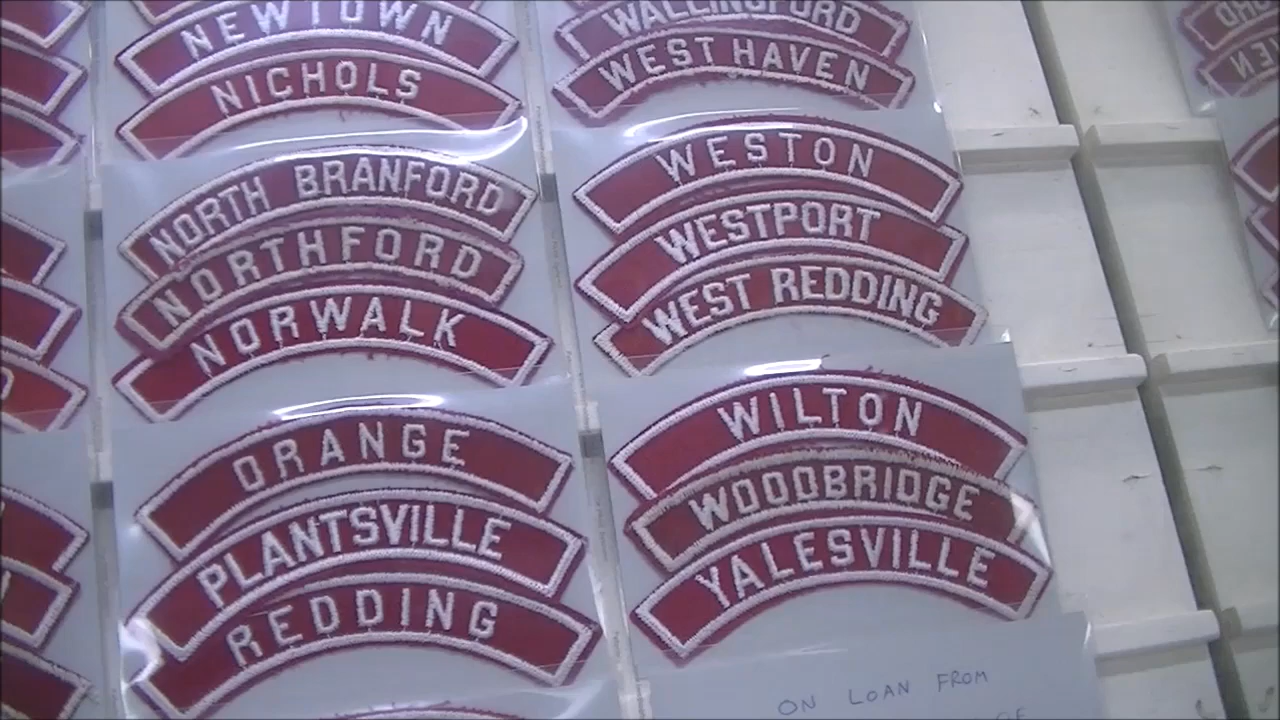 NEWTOWN
NICHOLS
NORTH BRANFORD
NORTHFORD
NORWALK
ORANGE
PLANTSVILLE
REDDING
WALLINGFORD
WEST HAVEN
WESTON
WESTPORT
WEST REDDING
WILTON
WOODBRIDGE
YALESVILLE
ON LOAN FROM